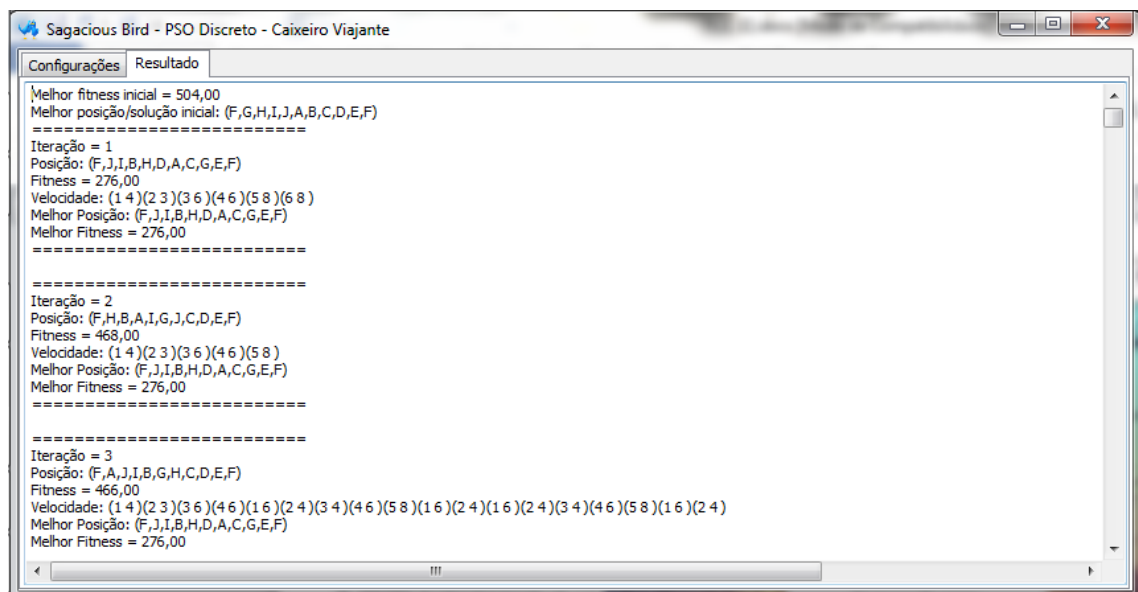 Sagacious Bird - PSO Discreto - Caixeiro Viajante
Configurações Resultado
Melhor fitness inicial = 504,00
Melhor posição/solução inicial: (F,G,H,I,J,A,B,C,D,E,F)
==========================
Iteração = 1
Posição: (F,J,I,B,H,D,A,C,G,E,F)
Fitness = 276,00
Velocidade: (1 4 )(2 3 )(3 6 )(4 6 )(5 8 )(6 8 )
Melhor Posição: (F,J,I,B,H,D,A,C,G,E,F)
Melhor Fitness = 276,00
==========================
==========================
Iteração = 2
Posição: (F,H,B,A,I,G,J,C,D,E,F)
Fitness = 468,00
Velocidade: (1 4 )(2 3 )(3 6 )(4 6 )(5 8 )
Melhor Posição: (F,J,I,B,H,D,A,C,G,E,F)
Melhor Fitness = 276,00
==========================
==========================
Iteração = 3
Posição: (F,A,J,I,B,G,H,C,D,E,F)
Fitness = 466,00
Velocidade: (1 4 )(2 3 )(3 6 )(4 6 )(1 6 )(2 4 )(3 4 )(4 6 )(5 8 )(1 6 )(2 4 )(1 6 )(2 4 )(3 4 )(4 6 )(5 8 )(1 6 )(2 4 )
Melhor Posição: (F,J,I,B,H,D,A,C,G,E,F)
Melhor Fitness = 276,00